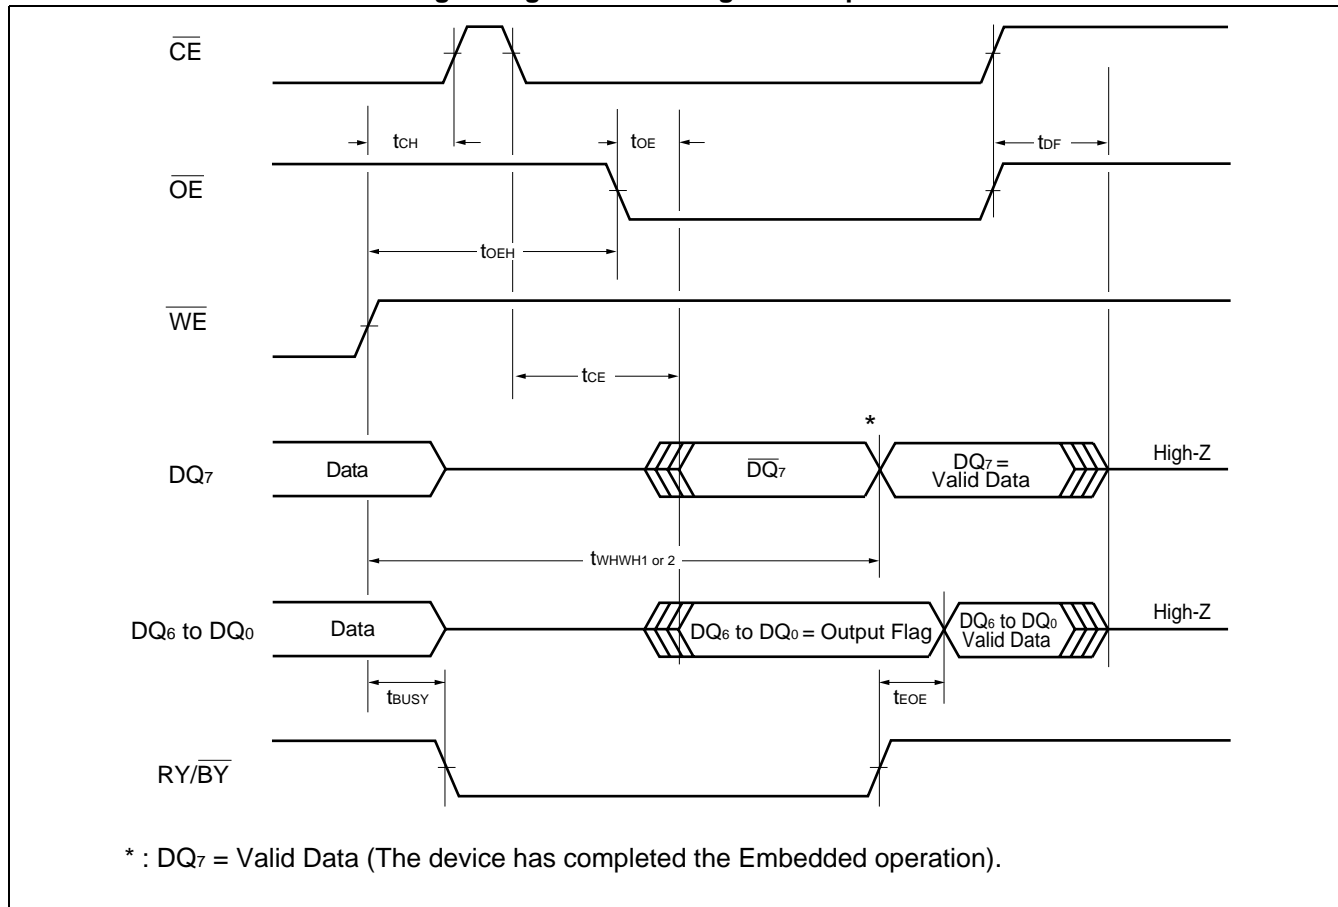 CE
tCH
tOE
tDF
OE
tOEH
WE
tCE
*
DQ7
Data
DQ7
DQ7 =
Valid Data
High-Z
tWHWH1 or 2
DQ6 to DQ0
Data
DQ6 to DQ0 = Output Flag
DQ6 to DQ0
Valid Data
High-Z
tBUSY
tEOE
RY/BY
* : DQ7 = Valid Data (The device has completed the Embedded operation).